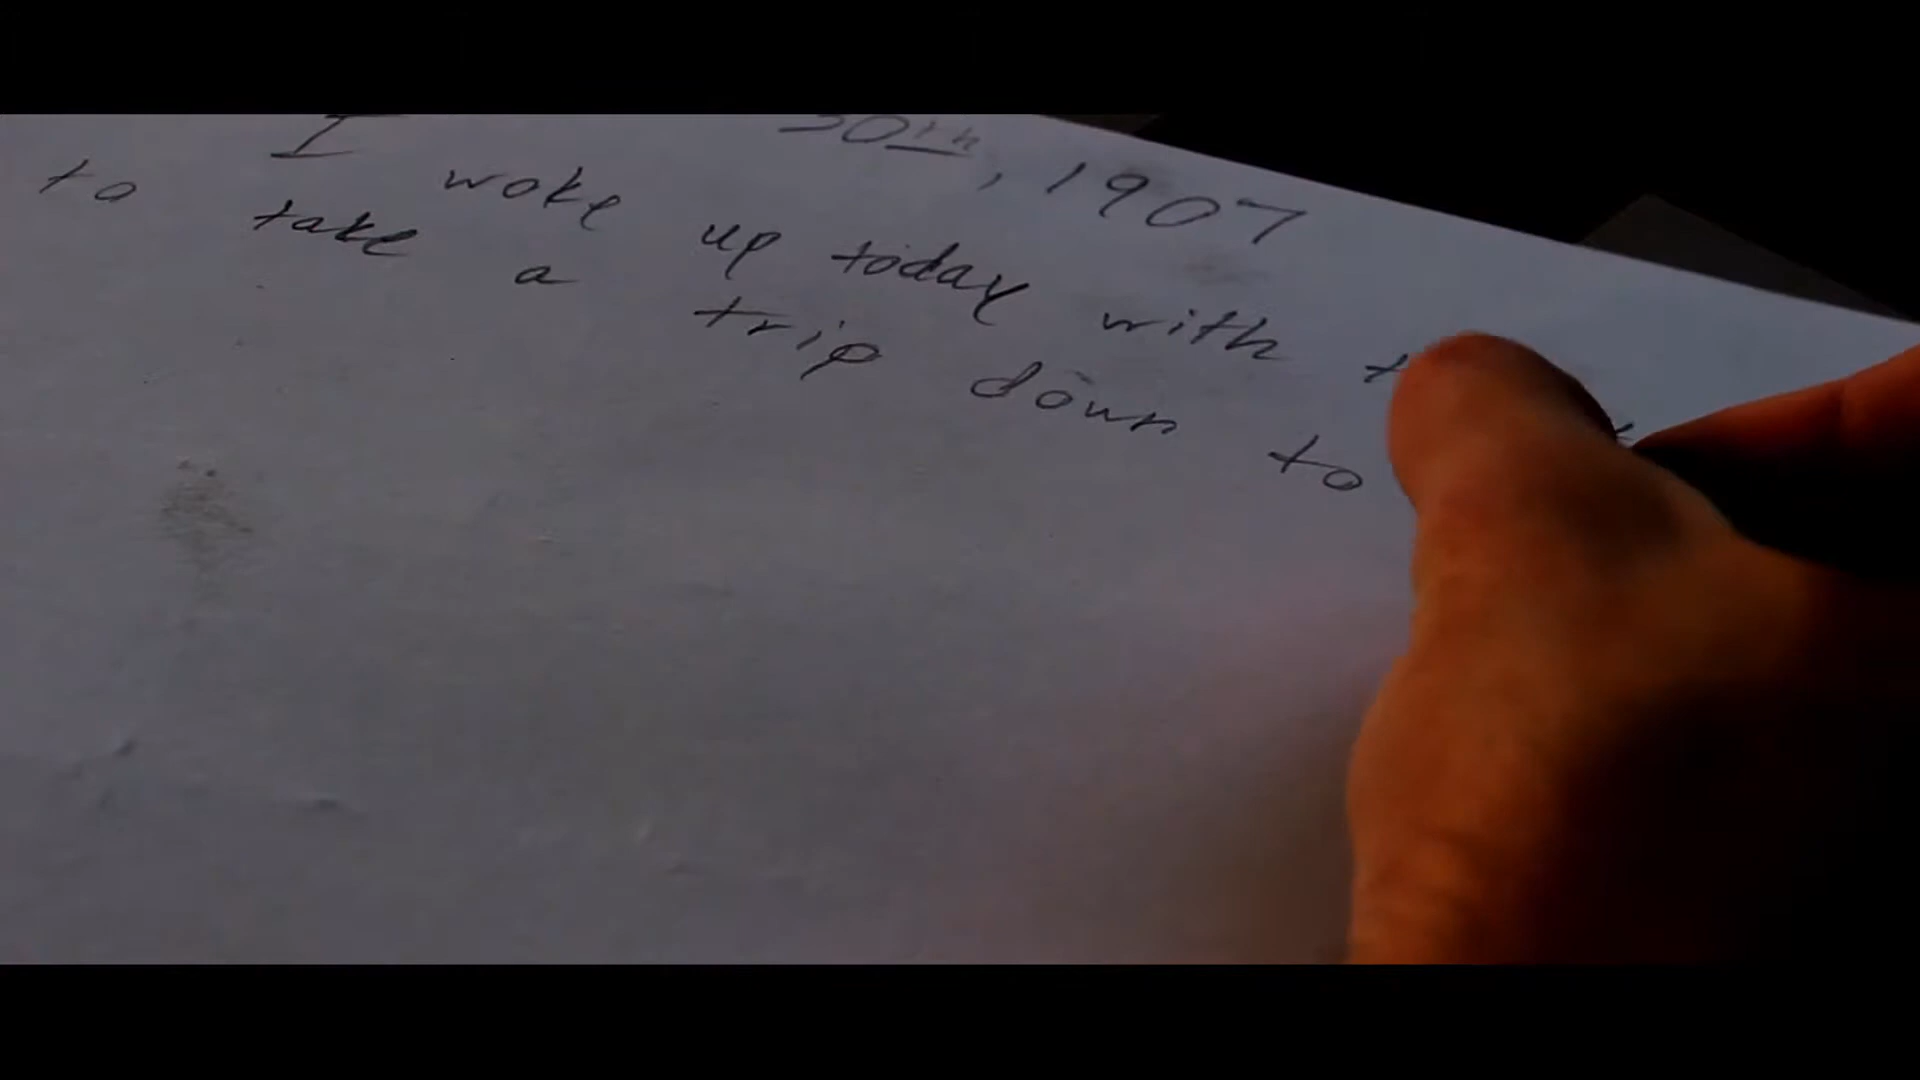 30th, 1907
I woke up today with
to take a trip down to